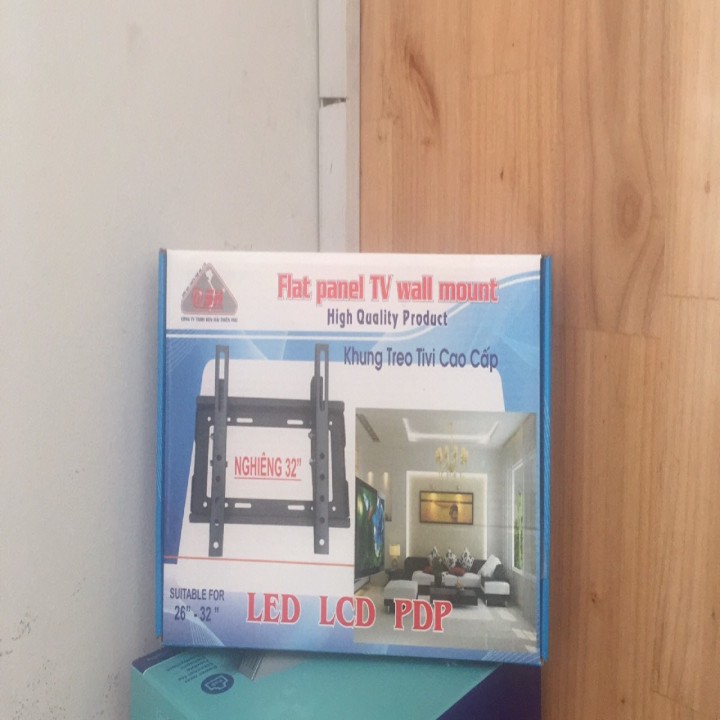 Flat panel TV wall mount
High Quality Product
Khung Treo Tivi Cao Cấp
NGHIÊNG 32"
SUITABLE FOR
26" - 32"
LED LCD PDP